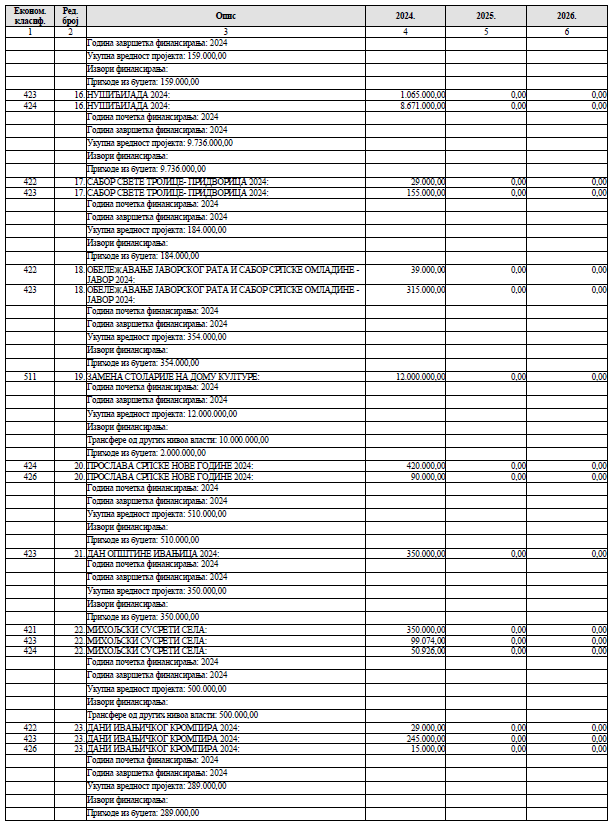 Економ. класиф. Ред. број Опис 2024. 2025. 2026.
1 2 3 4 5 6
Година завршетка финансирања: 2024
Укупна вредност пројекта: 159.000,00
Извори финансирања:
Приходе из буџета: 159.000,00
423 16. НУШИЋИЈАДА 2024: 1.065.000,00 0,00 0,00
424 16. НУШИЋИЈАДА 2024: 8.671.000,00 0,00 0,00
Година почетка финансирања: 2024
Година завршетка финансирања: 2024
Укупна вредност пројекта: 9.736.000,00
Извори финансирања:
Приходе из буџета: 9.736.000,00
422 17. САБОР СВЕТЕ ТРОЈИЦЕ- ПРИДВОРИЦА 2024: 29.000,00 0,00 0,00
423 17. САБОР СВЕТЕ ТРОЈИЦЕ- ПРИДВОРИЦА 2024: 155.000,00 0,00 0,00
Година почетка финансирања: 2024
Година завршетка финансирања: 2024
Укупна вредност пројекта: 184.000,00
Извори финансирања:
Приходе из буџета: 184.000,00
422 18. ОБЕЛЕЖАВАЊЕ ЈАВОРСКОГ РАТА И САБОР СРПСКЕ ОМЛАДИНЕ - 39.000,00 0,00 0,00
ЈАВОР 2024:
423 18. ОБЕЛЕЖАВАЊЕ ЈАВОРСКОГ РАТА И САБОР СРПСКЕ ОМЛАДИНЕ - 315.000,00 0,00 0,00
ЈАВОР 2024:
Година почетка финансирања: 2024
Година завршетка финансирања: 2024
Укупна вредност пројекта: 354.000,00
Извори финансирања:
Приходе из буџета: 354.000,00
511 19. ЗАМЕНА СТОЛАРИЈЕ НА ДОМУ КУЛТУРЕ: 12.000.000,00 0,00 0,00
Година почетка финансирања: 2024
Година завршетка финансирања: 2024
Укупна вредност пројекта: 12.000.000,00
Извори финансирања:
Трансфере од других нивоа власти: 10.000.000,00
Приходе из буџета: 2.000.000,00
424 20. ПРОСЛАВА СРПСКЕ НОВЕ ГОДИНЕ 2024: 420.000,00 0,00 0,00
426 20. ПРОСЛАВА СРПСКЕ НОВЕ ГОДИНЕ 2024: 90.000,00 0,00 0,00
Година почетка финансирања: 2024
Година завршетка финансирања: 2024
Укупна вредност пројекта: 510.000,00
Извори финансирања:
Приходе из буџета: 510.000,00
423 21. ДАН ОПШТИНЕ ИВАЊИЦА 2024: 350.000,00 0,00 0,00
Година почетка финансирања: 2024
Година завршетка финансирања: 2024
Укупна вредност пројекта: 350.000,00
Извори финансирања:
Приходе из буџета: 350.000,00
421 22. МИХОЉСКИ СУСРЕТИ СЕЛА: 350.000,00 0,00 0,00
423 22. МИХОЉСКИ СУСРЕТИ СЕЛА: 99.074,00 0,00 0,00
424 22. МИХОЉСКИ СУСРЕТИ СЕЛА: 50.926,00 0,00 0,00
Година почетка финансирања: 2024
Година завршетка финансирања: 2024
Укупна вредност пројекта: 500.000,00
Извори финансирања:
Трансфере од других нивоа власти: 500.000,00
422 23. ДАНИ ИВАЊИЧКОГ КРОМПИРА 2024: 29.000,00 0,00 0,00
423 23. ДАНИ ИВАЊИЧКОГ КРОМПИРА 2024: 245.000,00 0,00 0,00
426 23. ДАНИ ИВАЊИЧКОГ КРОМПИРА 2024: 15.000,00 0,00 0,00
Година почетка финансирања: 2024
Година завршетка финансирања: 2024
Укупна вредност пројекта: 289.000,00
Извори финансирања:
Приходе из буџета: 289.000,00